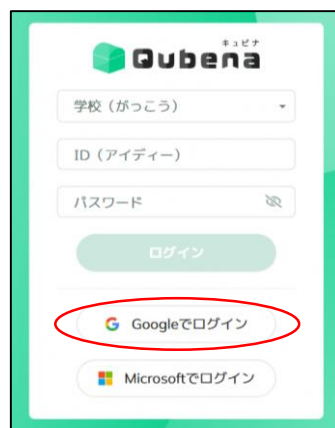 キュビナ
Qubena
学校（がっこう）
ID（アイディー）
パスワード
ログイン
Googleでログイン
Microsoftでログイン